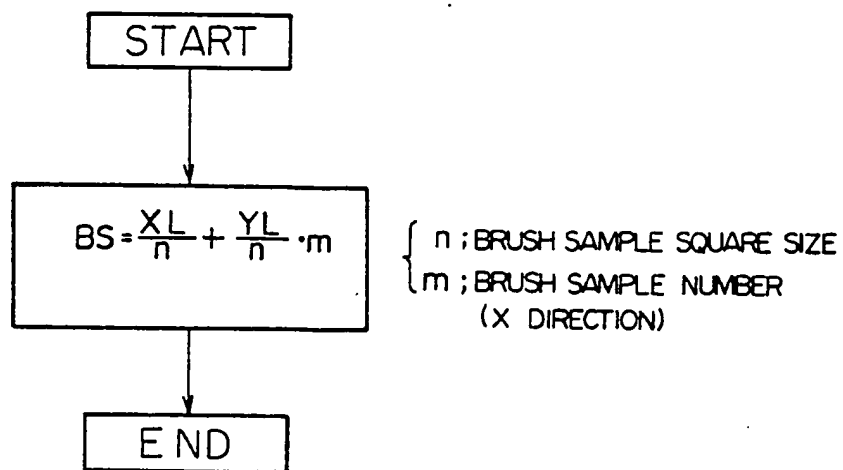 START
BS = XL/n + YL/n · m
n ; BRUSH SAMPLE SQUARE SIZE
m ; BRUSH SAMPLE NUMBER
(X DIRECTION)
END